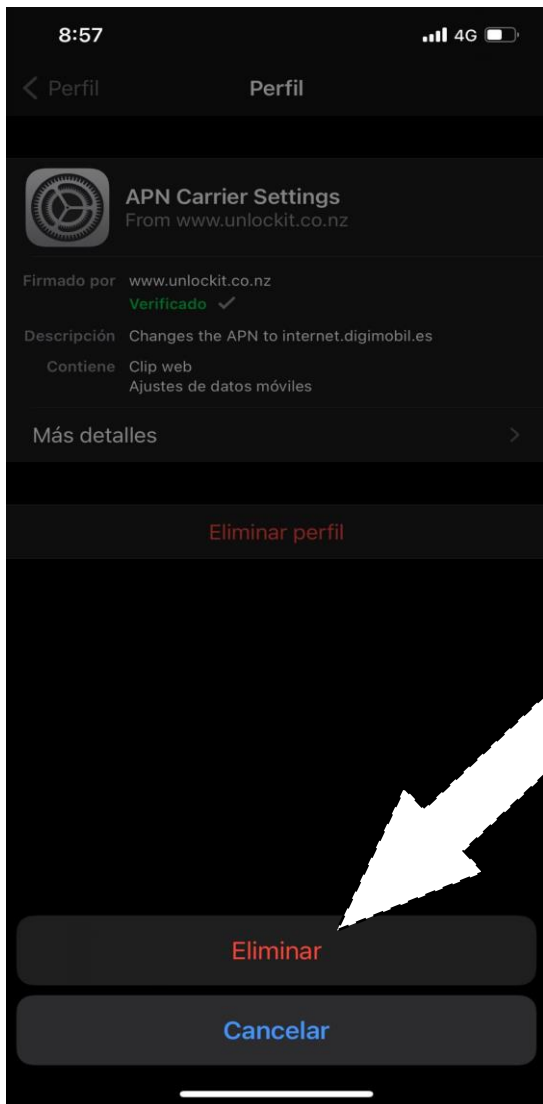 8:57
4G
Perfil
Perfil
APN Carrier Settings
From www.unlockit.co.nz
Firmado por www.unlockit.co.nz
Verificado
Descripción Changes the APN to internet.digimobil.es
Contiene Clip web
Ajustes de datos móviles
Más detalles
Eliminar perfil
Eliminar
Cancelar